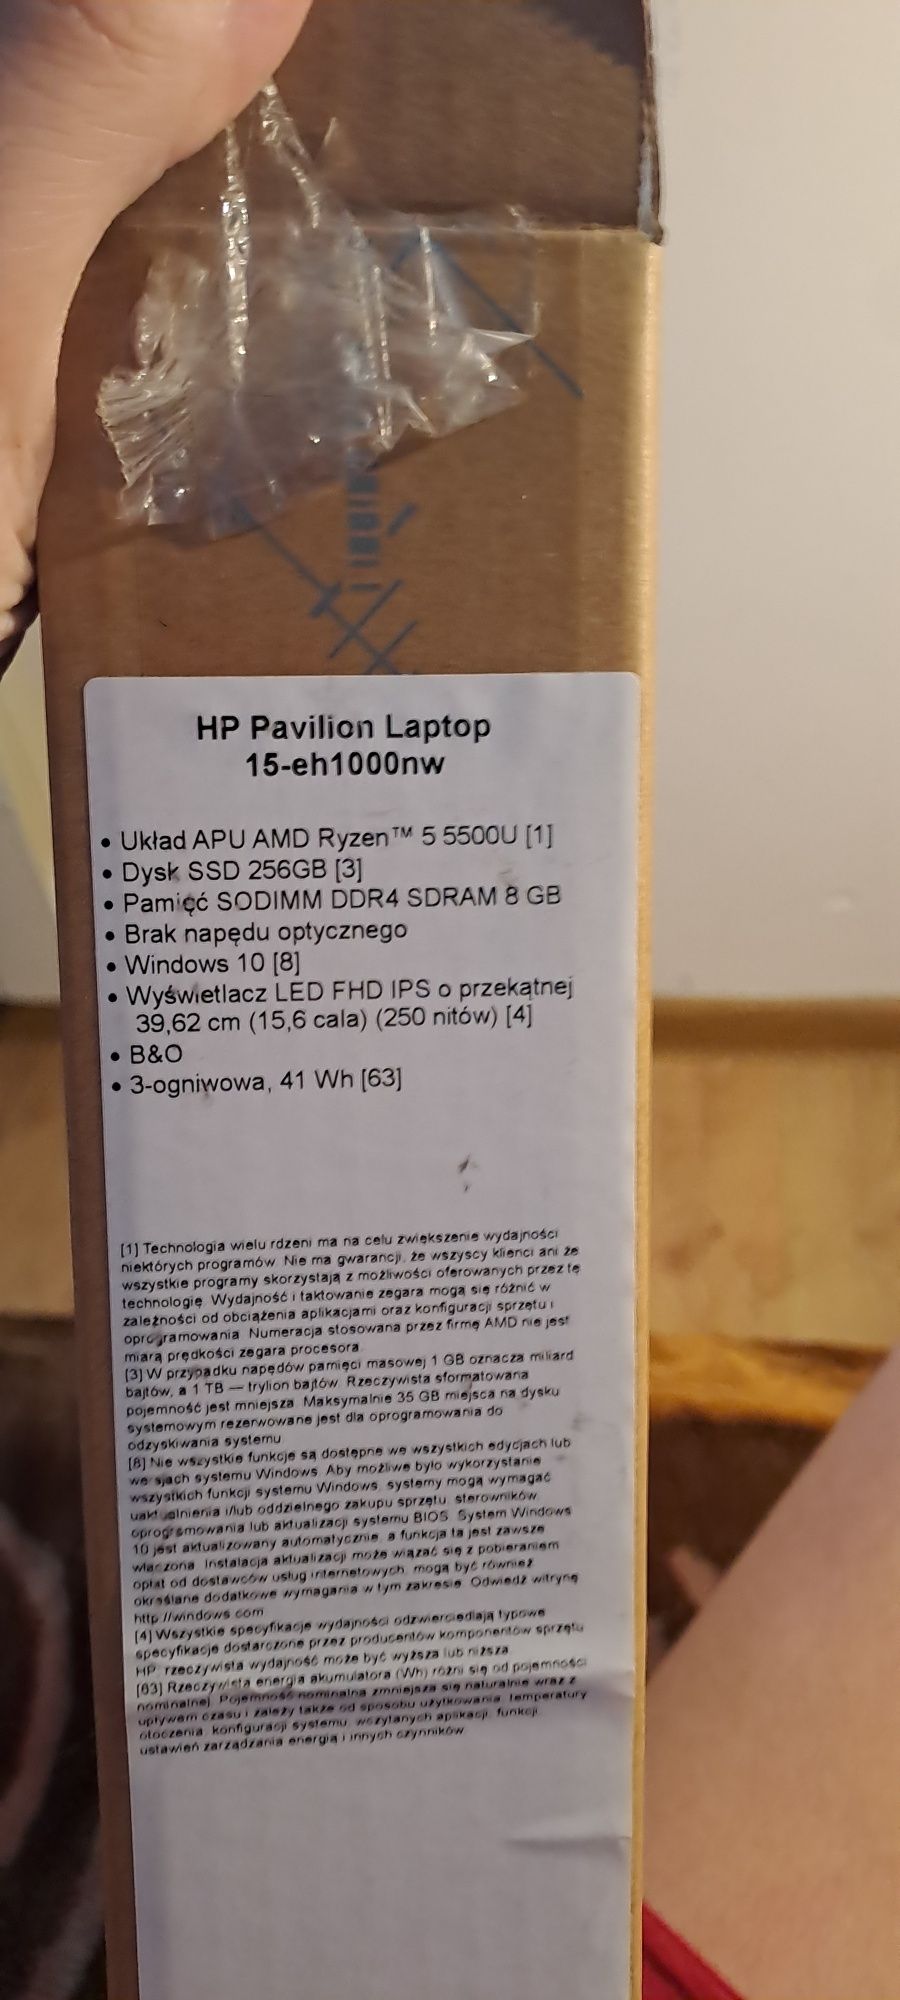 HP Pavilion Laptop
15-eh1000nw
• Układ APU AMD Ryzen™ 5 5500U [1]
• Dysk SSD 256GB [3]
• Pamięć SODIMM DDR4 SDRAM 8 GB
• Brak napędu optycznego
• Windows 10 [8]
• Wyświetlacz LED FHD IPS o przekątnej
39,62 cm (15,6 cala) (250 nitów) [4]
• B&O
• 3-ogniwowa, 41 Wh [63]
[1] Technologia wielu rdzeni ma na celu zwiększenie wydajności
niektórych programów. Nie ma gwarancji, że wszyscy klienci ani że
wszystkie programy skorzystają z możliwości oferowanych przez tę
technologię. Wydajność i taktowanie zegara mogą się różnić w
zależności od obciążenia aplikacjami oraz konfiguracji sprzętu i
oprogramowania. Numeracja stosowana przez firmę AMD nie jest
miarą prędkości zegara procesora.
[3] W przypadku napędów pamięci masowej 1 GB oznacza miliard
bajtów, a 1 TB — trylion bajtów. Rzeczywista sformatowana
pojemność jest mniejsza. Maksymalnie 35 GB miejsca na dysku
systemowym rezerwowane jest dla oprogramowania do
odzyskiwania systemu.
[8] Nie wszystkie funkcje są dostępne we wszystkich edycjach lub
wersjach systemu Windows. Aby możliwe było wykorzystanie
wszystkich funkcji systemu Windows, systemy mogą wymagać
uaktualnienia i/lub oddzielnego zakupu sprzętu, sterowników,
oprogramowania lub aktualizacji systemu BIOS. System Windows
10 jest aktualizowany automatycznie, a funkcja ta jest zawsze
włączona. Instalacja aktualizacji może wiązać się z pobieraniem
opłat od dostawców usług internetowych, mogą być również
określane dodatkowe wymagania w tym zakresie. Odwiedź witrynę
http://windows.com
[4] Wszystkie specyfikacje wydajności odzwierciedlają typowe
specyfikacje dostarczone przez producentów komponentów sprzętu
HP; rzeczywista wydajność może być wyższa lub niższa.
[63] Rzeczywista energia akumulatora (Wh) różni się od pojemności
nominalnej. Pojemność nominalna zmniejsza się naturalnie wraz z
upływem czasu i zależy także od sposobu użytkowania, temperatury
otoczenia, konfiguracji systemu, wczytanych aplikacji, funkcji,
ustawień zarządzania energią i innych czynników.